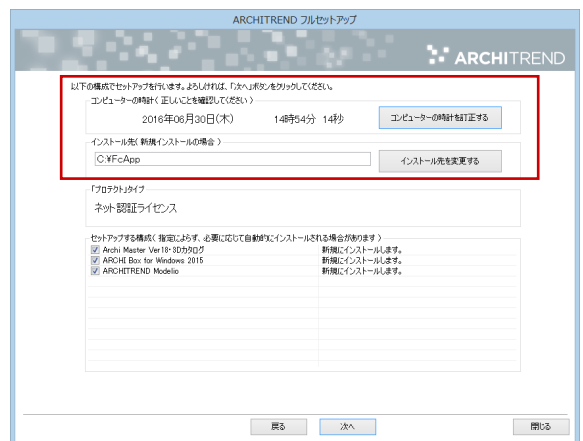 ARCHITREND フルセットアップ
ARCHITREND
以下の構成でセットアップを行います。よろしければ、「次へ」ボタンをクリックしてください。
コンピューターの時計( 正しいことを確認してください )
2016年06月30日(木) 14時54分 14秒 コンピューターの時計を訂正する
インストール先( 新規インストールの場合 )
C:¥FcApp インストール先を変更する
「プロテクト」タイプ
ネット認証ライセンス
セットアップする構成( 指定によらず、必要に応じて自動的にインストールされる場合があります )
Archi Master Ver18・3Dカタログ 新規にインストールします。
ARCHI Box for Windows 2015 新規にインストールします。
ARCHITREND Modelio 新規にインストールします。
戻る 次へ 閉じる